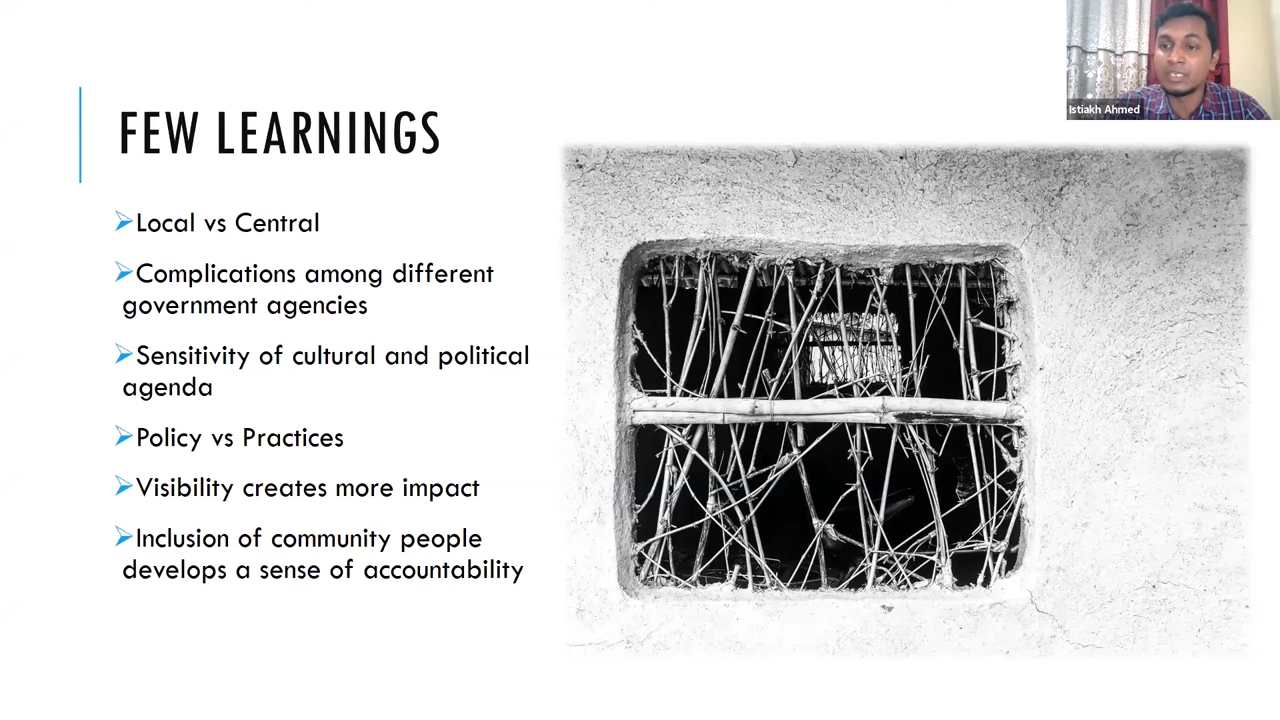 Istiakh Ahmed
FEW LEARNINGS
Local vs Central
Complications among different
government agencies
Sensitivity of cultural and political
agenda
Policy vs Practices
Visibility creates more impact
Inclusion of community people
develops a sense of accountability